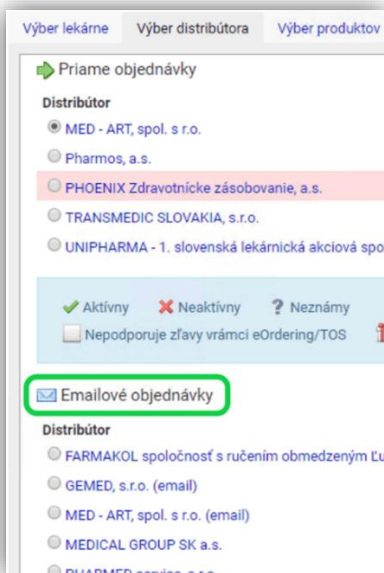 Výber lekárne Výber distribútora Výber produktov
Priame objednávky
Distribútor
MED - ART, spol. s r.o.
Pharmos, a.s.
PHOENIX Zdravotnícke zásobovanie, a.s.
TRANSMEDIC SLOVAKIA, s.r.o.
UNIPHARMA - 1. slovenská lekárnická akciová spo
Aktívny Neaktívny ? Neznámy
Nepodporuje zľavy vrámci eOrdering/TOS
Emailové objednávky
Distribútor
FARMAKOL spoločnosť s ručením obmedzeným Ľu
GEMED, s.r.o. (email)
MED - ART, spol. s r.o. (email)
MEDICAL GROUP SK a.s.